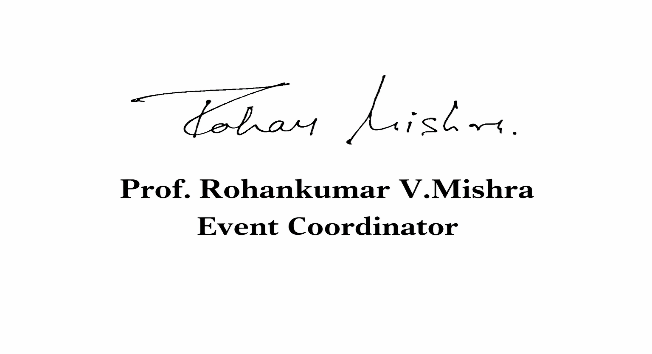 Rohan Mishra.
Prof. Rohankumar V.Mishra
Event Coordinator